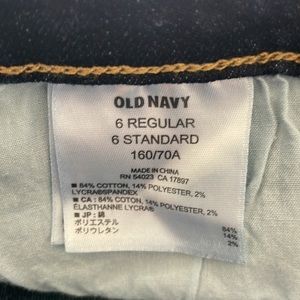 OLD NAVY
6 REGULAR
6 STANDARD
160/70A
MADE IN CHINA
RN 54023 CA 17897
■ 84% COTTON, 14% POLYESTER, 2%
LYCRA®SPANDEX
■ CA : 84% COTON, 14% POLYESTER, 2%
ÉLASTHANNE LYCRA®
■ JP : 綿 84%
ポリエステル 14%
ポリウレタン 2%